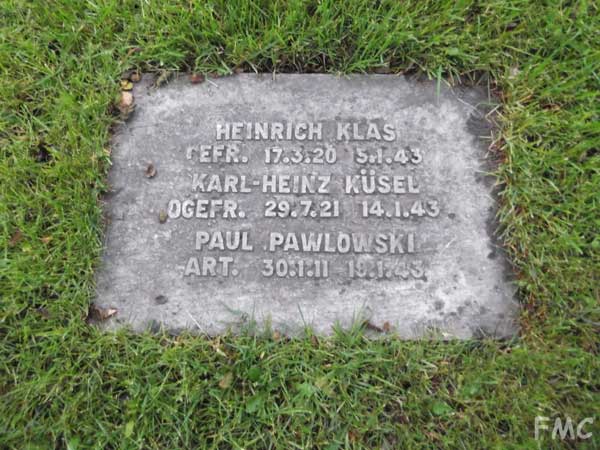 HEINRICH KLAS
GEFR. 17.3.20 5.1.43
KARL-HEINZ KÜSEL
OGEFR. 29.7.21 14.1.43
PAUL PAWLOWSKI
ART. 30.1.11 19.1.43
FMC